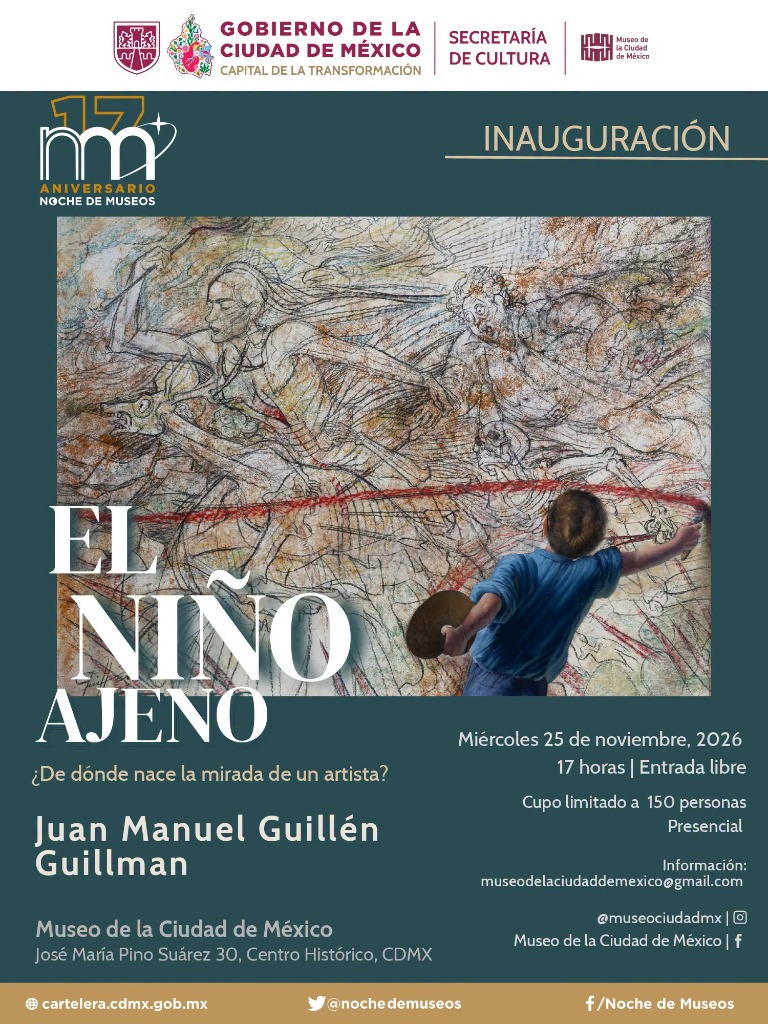 GOBIERNO DE LA
CIUDAD DE MÉXICO
CAPITAL DE LA TRANSFORMACIÓN
SECRETARÍA
DE CULTURA
Museo de
la Ciudad
de México
17
nm
ANIVERSARIO
NOCHE DE MUSEOS
INAUGURACIÓN
EL
NIÑO
AJENO
¿De dónde nace la mirada de un artista?
Juan Manuel Guillén
Guillman
Museo de la Ciudad de México
José María Pino Suárez 30, Centro Histórico, CDMX
Miércoles 25 de noviembre, 2026
17 horas | Entrada libre
Cupo limitado a 150 personas
Presencial
Información:
museodelaciudaddemexico@gmail.com
@museociudadmx |
Museo de la Ciudad de México |
cartelera.cdmx.gob.mx
@nochedemuseos
/Noche de Museos